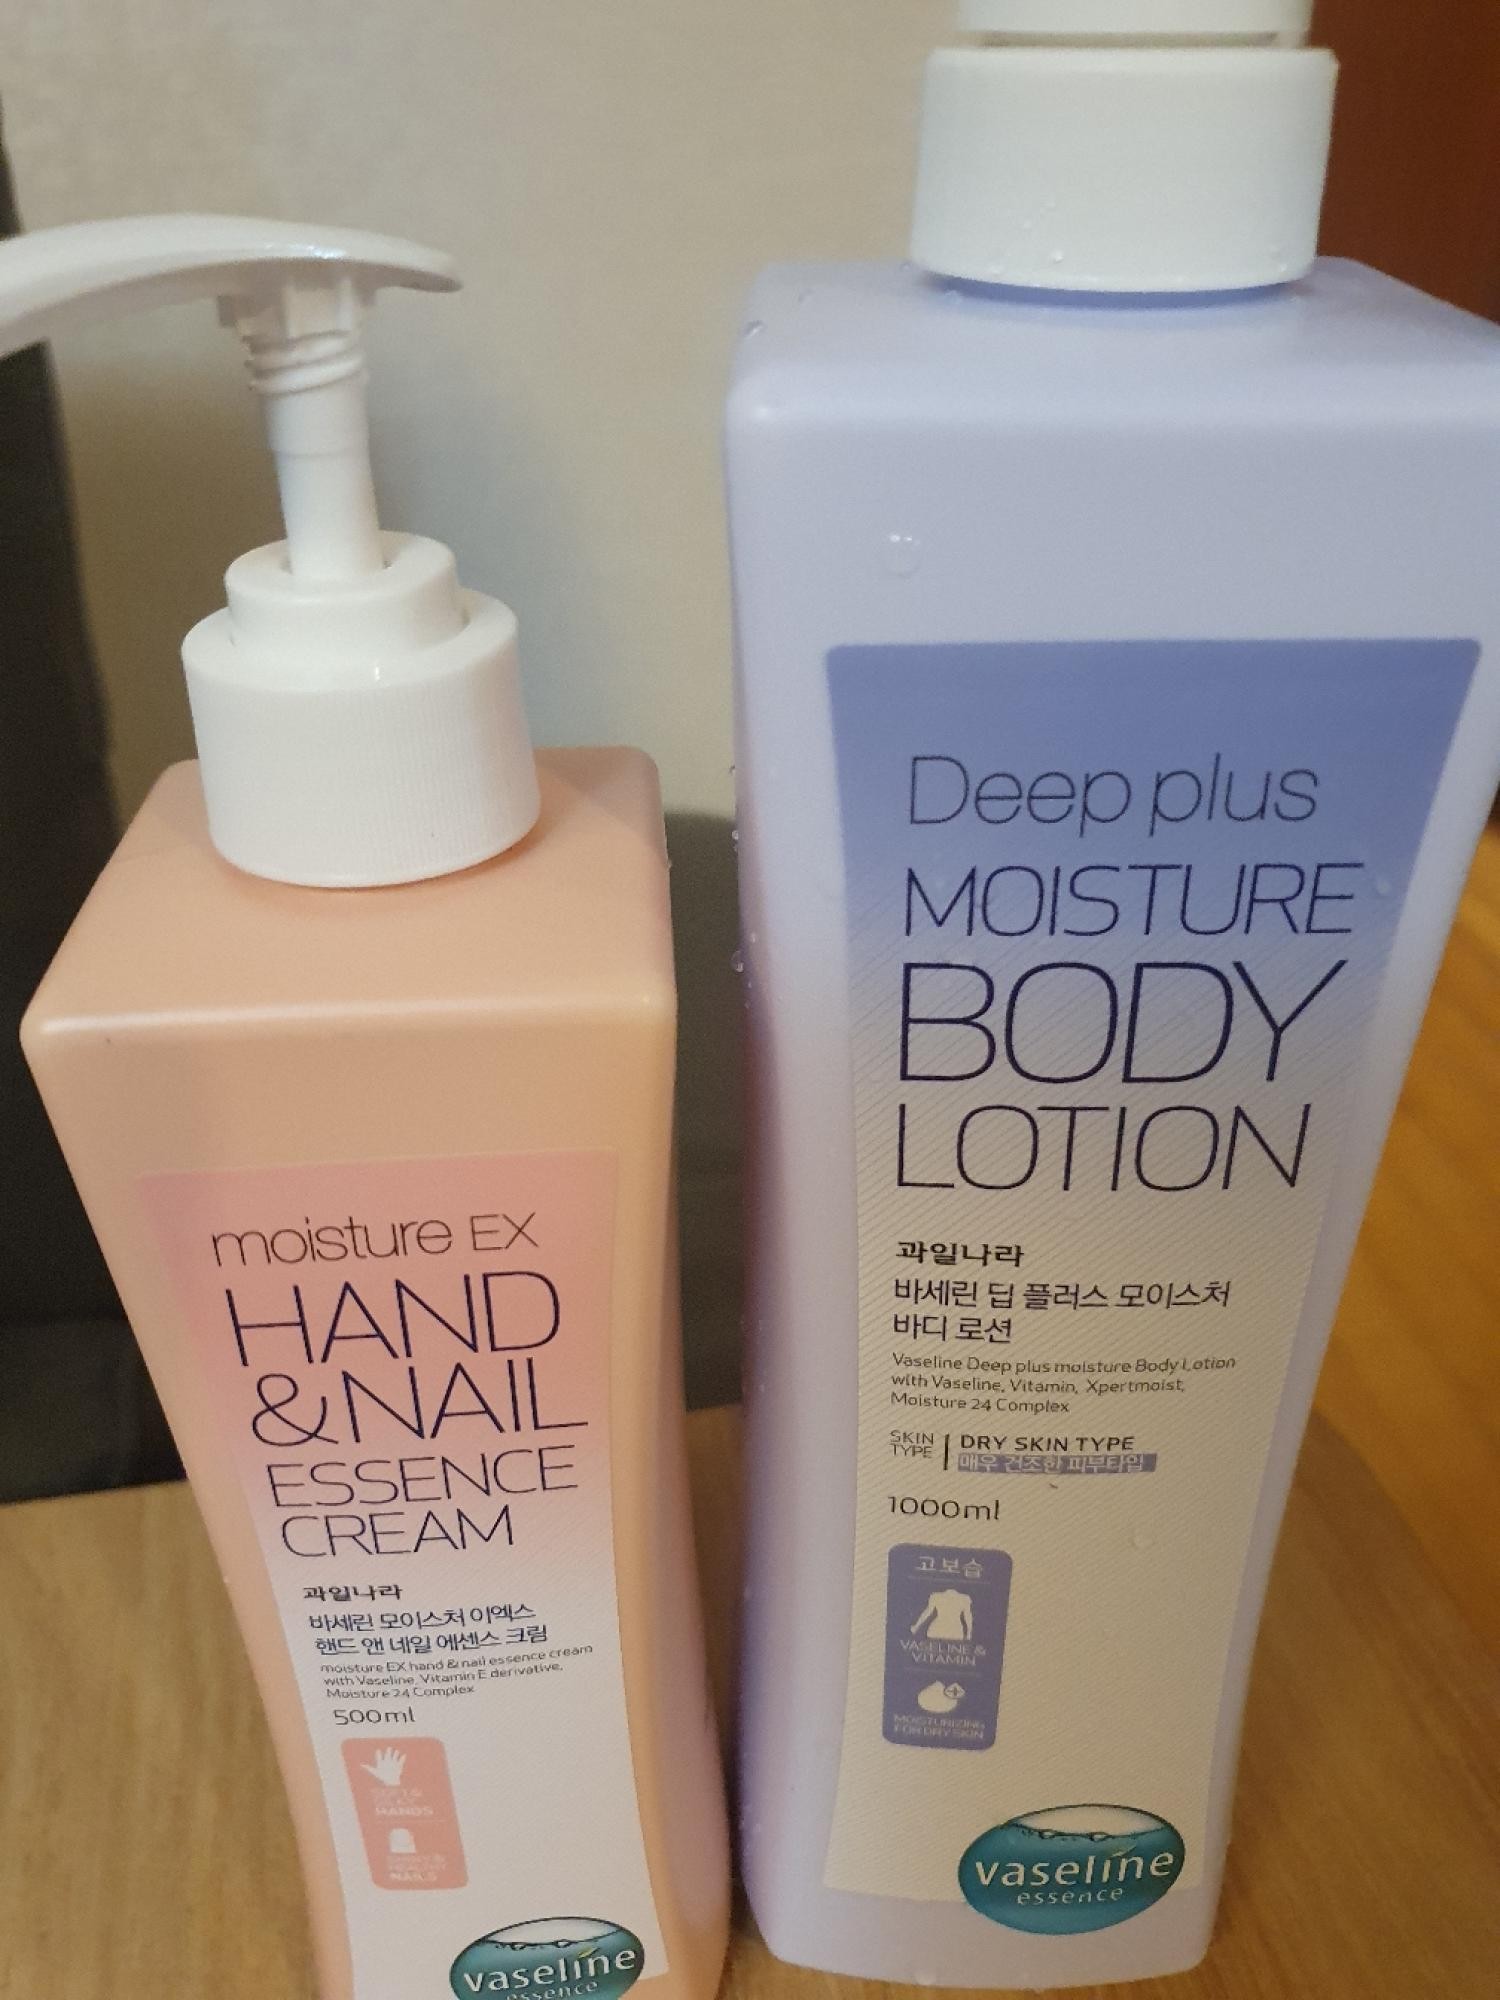 moisture EX
HAND
&NAIL
ESSENCE
CREAM
과일나라
바세린 모이스처 이엑스
핸드 앤 네일 에센스 크림
moisture EX hand & nail essence cream
with Vaseline, Vitamin E derivative,
Moisture 24 Complex
500ml
HANDS
NAILS
vaseline
essence
Deep plus
MOISTURE
BODY
LOTION
과일나라
바세린 딥 플러스 모이스처
바디 로션
Vaseline Deep plus moisture Body Lotion
with Vaseline, Vitamin, Xpertmoist,
Moisture 24 Complex
SKIN
TYPE
DRY SKIN TYPE
매우 건조한 피부타입
1000ml
고보습
VASELINE &
VITAMIN
MOISTURIZING
FOR DRY SKIN
vaseline
essence